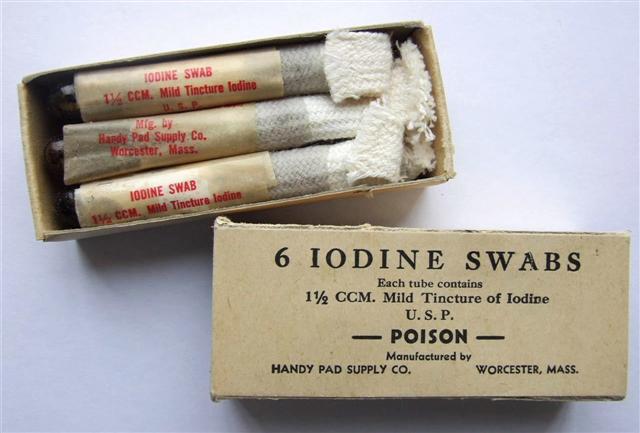 IODINE SWAB
1½ CCM. Mild Tincture Iodine
U. S. P.
Mfg. by
Handy Pad Supply Co.
Worcester, Mass.
IODINE SWAB
1½ CCM. Mild Tincture Iodine
6 IODINE SWABS
Each tube contains
1½ CCM. Mild Tincture of Iodine
U. S. P.
— POISON —
Manufactured by
HANDY PAD SUPPLY CO. WORCESTER, MASS.